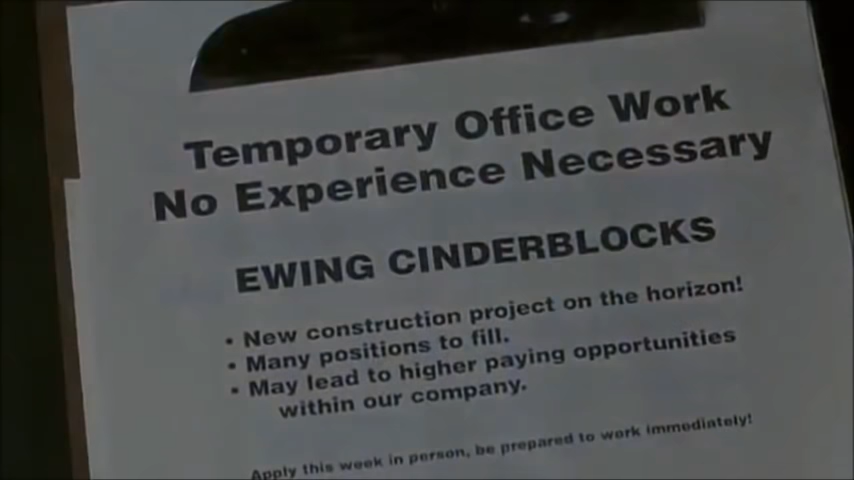 Temporary Office Work
No Experience Necessary
EWING CINDERBLOCKS
• New construction project on the horizon!
• Many positions to fill.
• May lead to higher paying opportunities
within our company.
Apply this week in person, be prepared to work immediately!